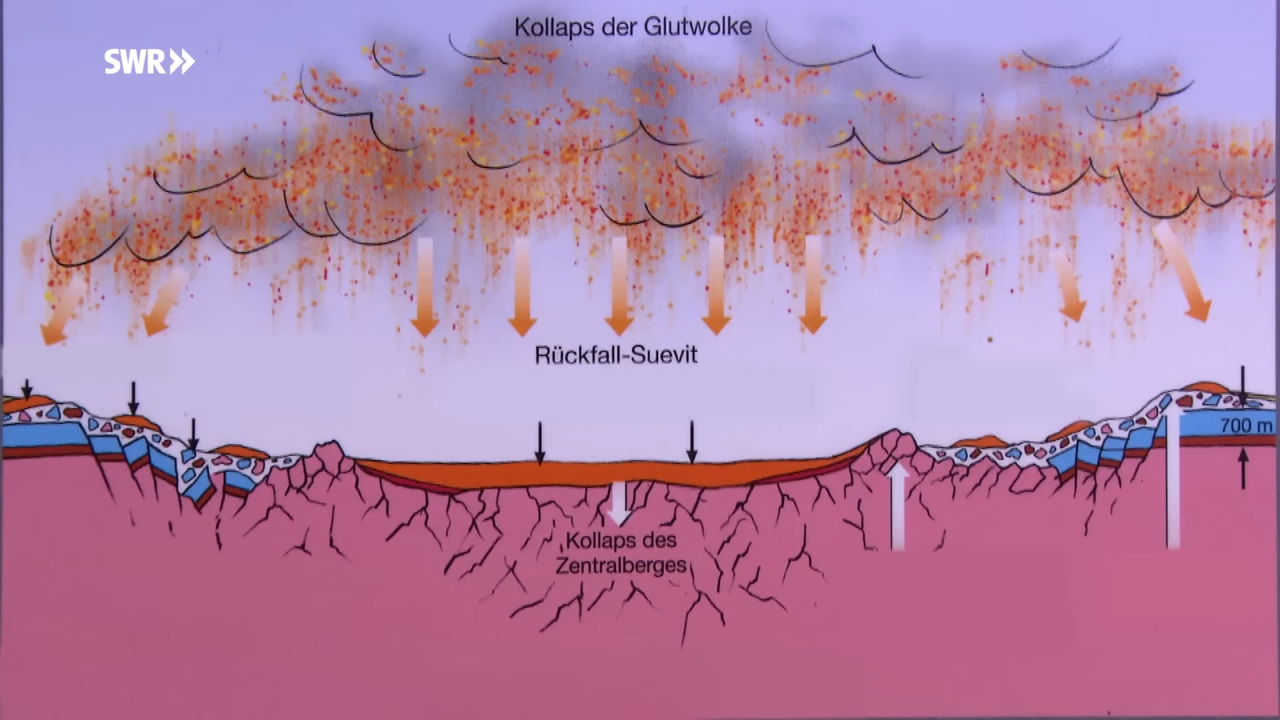 Kollaps der Glutwolke
SWR»
Rückfall-Suevit
700 m
Kollaps des
Zentralberges